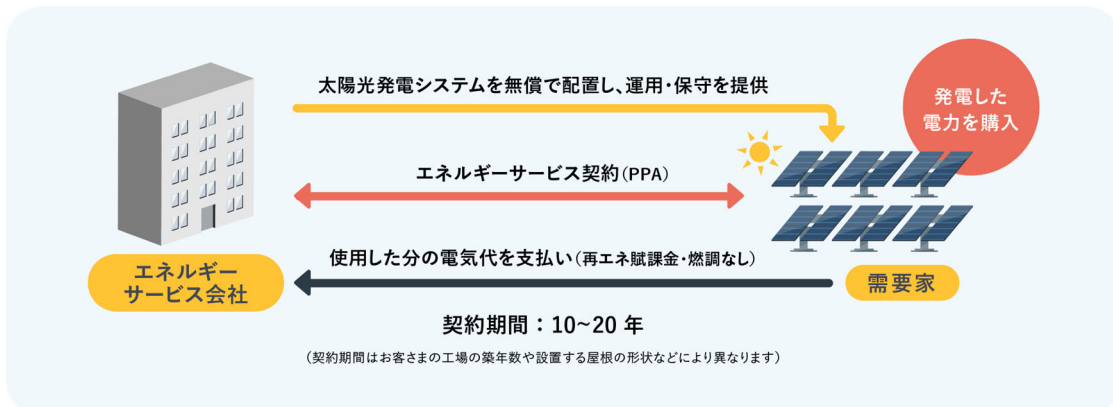 太陽光発電システムを無償で配置し、運用・保守を提供
発電した
電力を購入
エネルギーサービス契約（PPA）
使用した分の電気代を支払い（再エネ賦課金・燃調なし）
エネルギー
サービス会社
需要家
契約期間：10~20 年
（契約期間はお客さまの工場の築年数や設置する屋根の形状などにより異なります）